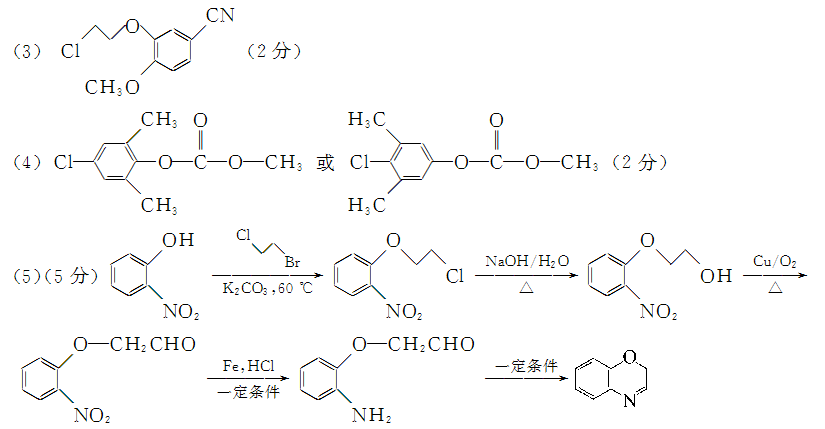 CN
O
(3) Cl (2分)
CH3O
CH3 O H3C O
(4) Cl O O CH3 或 Cl O O CH3 (2分)
CH3 H3C
OH Cl O O
(5)(5分) Br Cl NaOH/H2O OH Cu/O2
NO2 K2CO3,60 ℃ NO2 △ NO2 △
O—CH2CHO O—CH2CHO
Fe,HCl 一定条件 O
NO2 一定条件 NH2 N